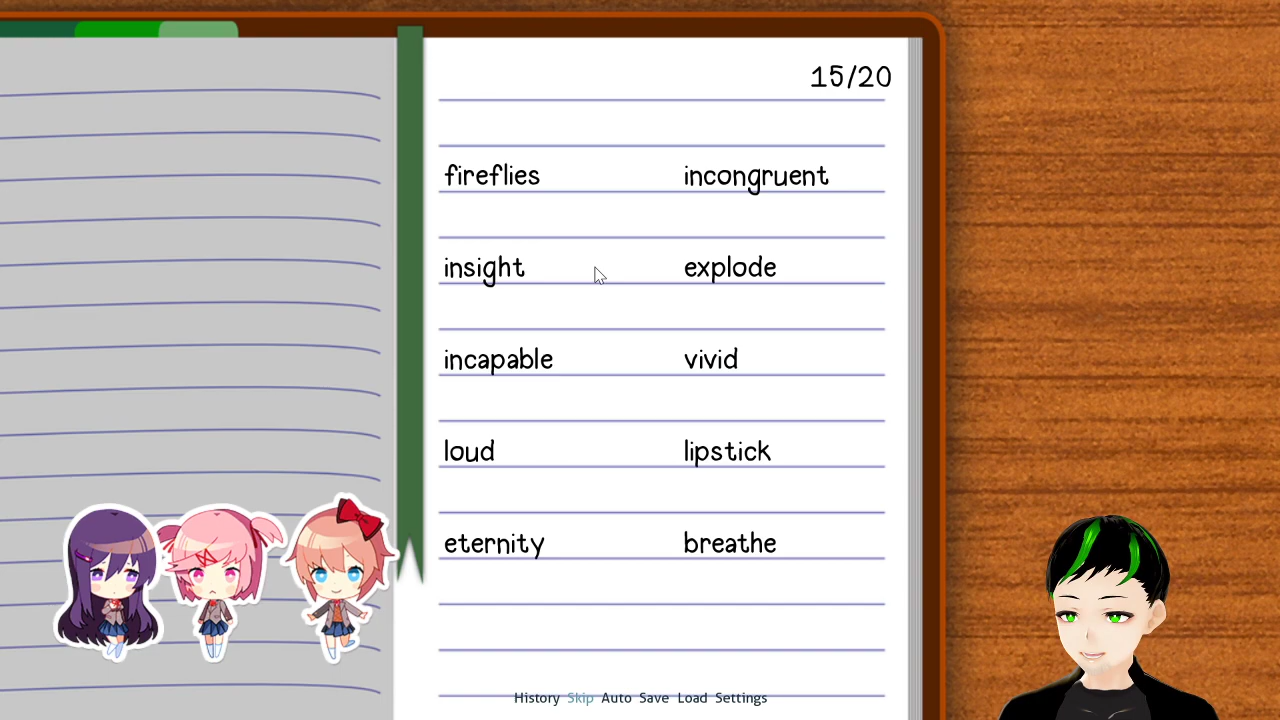 15/20
fireflies incongruent
insight explode
incapable vivid
loud lipstick
eternity breathe
History Skip Auto Save Load Settings